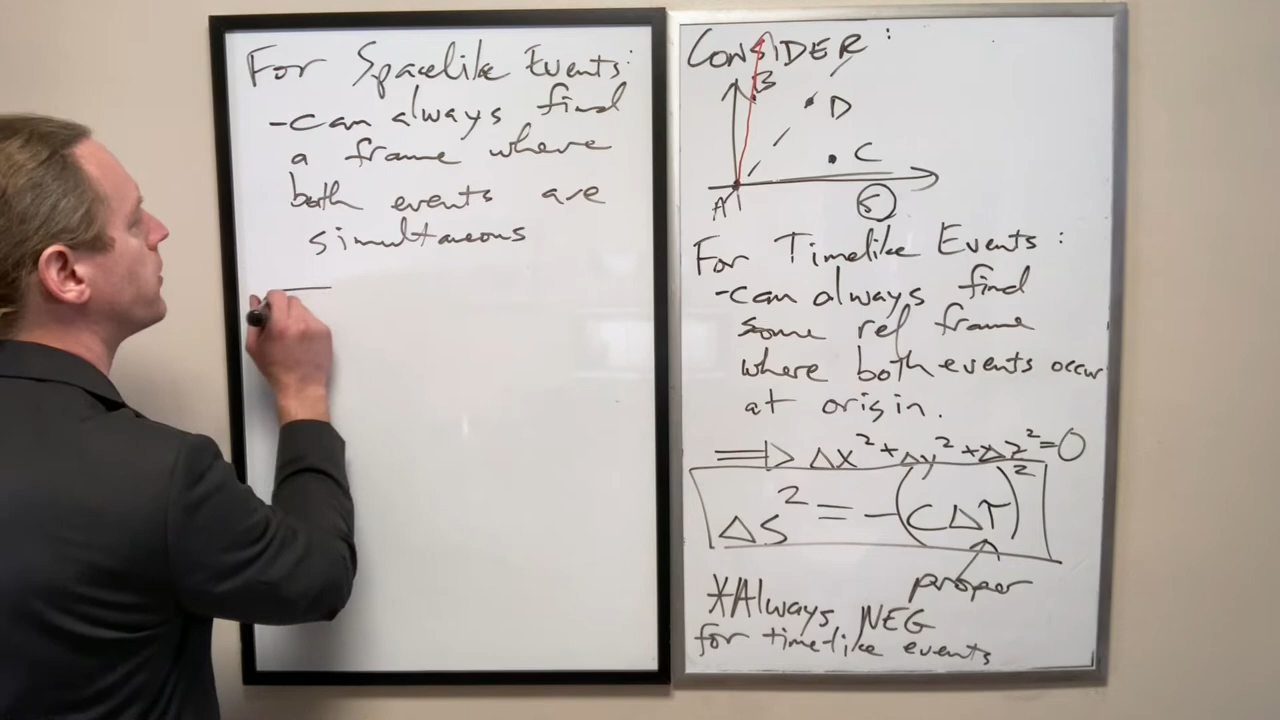 For Spacelike Events:
-can always find
a frame where
both events are
simultaneous
CONSIDER:
B
D
C
A
S
For Timelike Events:
-can always find
some ref frame
where both events occur
at origin.
⟹ Δx²+Δy²+Δz²=0
ΔS² = -(CΔT)²
proper
*Always NEG
for time-like events